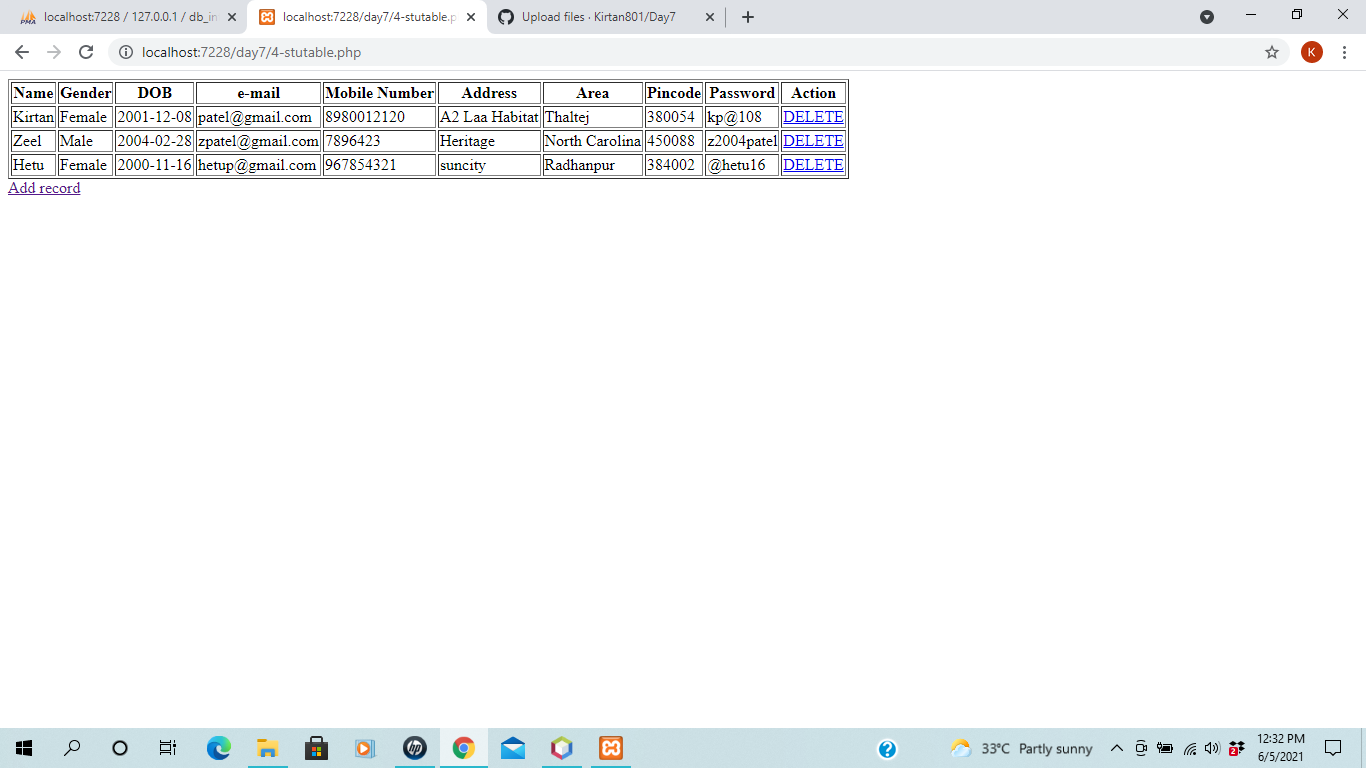 localhost:7228 / 127.0.0.1 / db_in
localhost:7228/day7/4-stutable.p
Upload files · Kirtan801/Day7
localhost:7228/day7/4-stutable.php
K
Name Gender DOB e-mail Mobile Number Address Area Pincode Password Action
Kirtan Female 2001-12-08 patel@gmail.com 8980012120 A2 Laa Habitat Thaltej 380054 kp@108 DELETE
Zeel Male 2004-02-28 zpatel@gmail.com 7896423 Heritage North Carolina 450088 z2004patel DELETE
Hetu Female 2000-11-16 hetup@gmail.com 967854321 suncity Radhanpur 384002 @hetu16 DELETE
Add record
33°C Partly sunny
2
12:32 PM
6/5/2021